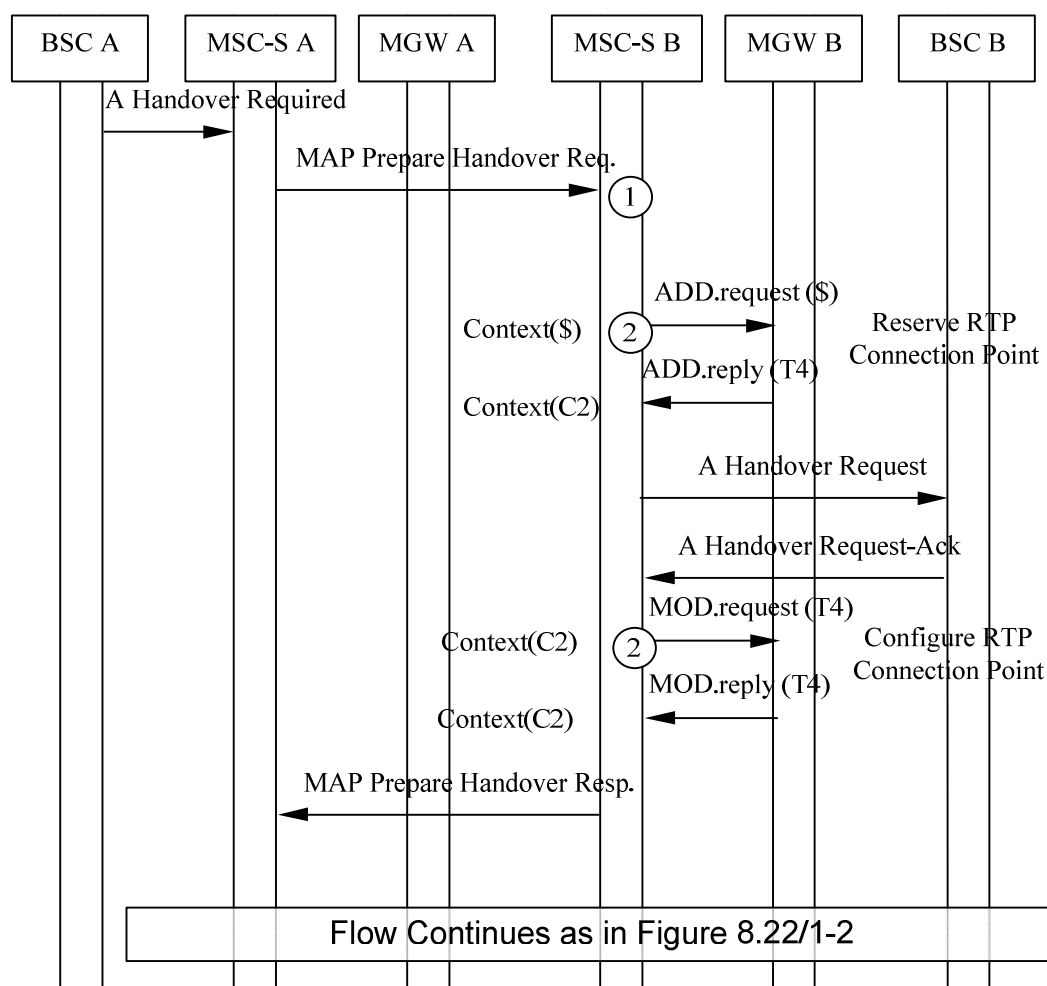 BSC A
MSC-S A
MGW A
MSC-S B
MGW B
BSC B
A Handover Required
MAP Prepare Handover Req.
1
ADD.request ($)
Context($)
2
Reserve RTP
Connection Point
ADD.reply (T4)
Context(C2)
A Handover Request
A Handover Request-Ack
MOD.request (T4)
Context(C2)
2
Configure RTP
Connection Point
MOD.reply (T4)
Context(C2)
MAP Prepare Handover Resp.
Flow Continues as in Figure 8.22/1-2